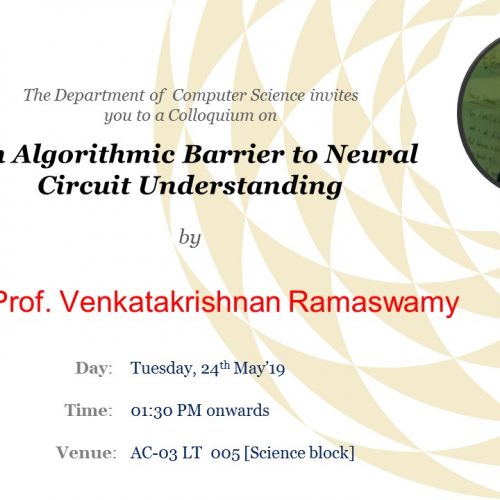 The Department of Computer Science invites
you to a Colloquium on
n Algorithmic Barrier to Neural
Circuit Understanding
by
Prof. Venkatakrishnan Ramaswamy
Day: Tuesday, 24th May'19
Time: 01:30 PM onwards
Venue: AC-03 LT 005 [Science block]